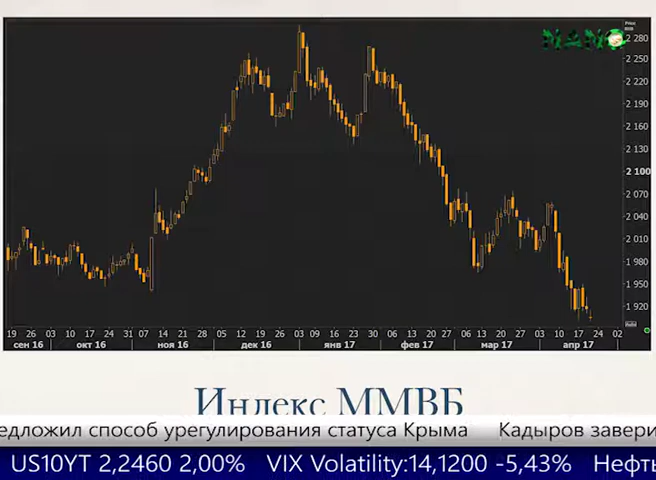 Price
RUB
2 280
2 250
2 220
2 190
2 160
2 130
2 100
2 070
2 040
2 010
1 980
1 950
1 920
Auto
19 26 03 10 17 24 31 07 14 21 28 05 12 19 26 03 09 16 23 30 06 13 20 27 06 13 20 27 03 10 17 24 02
сен 16 окт 16 ноя 16 дек 16 янв 17 фев 17 мар 17 апр 17
Индекс ММВБ
едложил способ урегулирования статуса Крыма Кадыров завери
US10YT 2,2460 2,00% VIX Volatility:14,1200 -5,43% Нефть